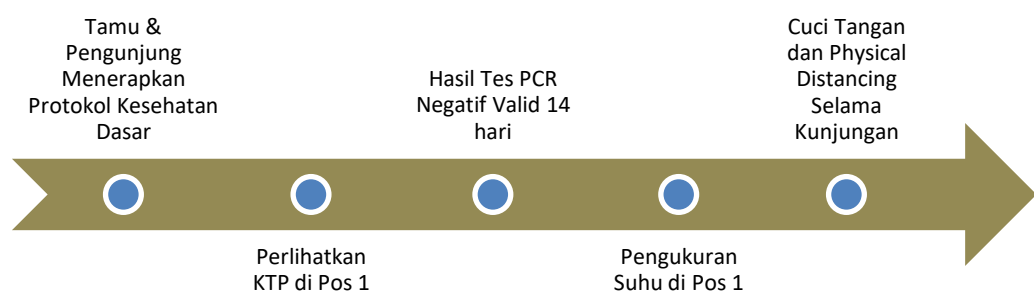 Tamu &
Pengunjung
Menerapkan
Protokol Kesehatan
Dasar
Perlihatkan
KTP di Pos 1
Hasil Tes PCR
Negatif Valid 14
hari
Pengukuran
Suhu di Pos 1
Cuci Tangan
dan Physical
Distancing
Selama
Kunjungan